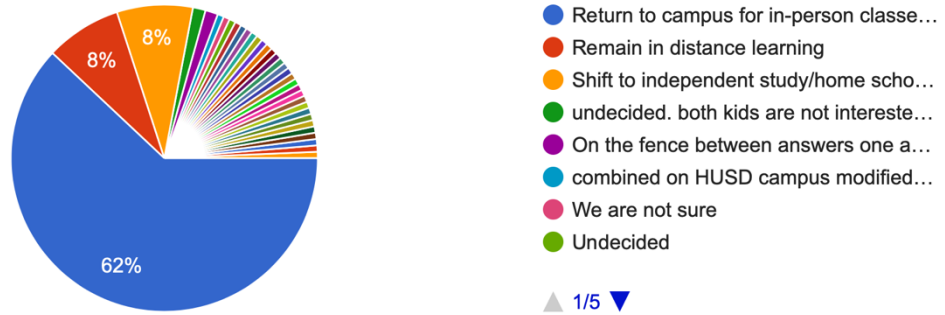 8%
8%
62%
Return to campus for in-person classe...
Remain in distance learning
Shift to independent study/home scho...
undecided. both kids are not intereste...
On the fence between answers one a...
combined on HUSD campus modified...
We are not sure
Undecided
1/5